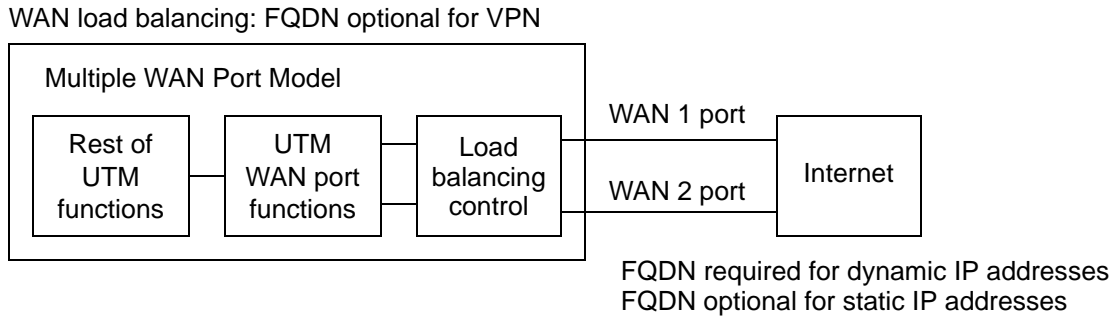 WAN load balancing: FQDN optional for VPN
Multiple WAN Port Model
Rest of
UTM
functions
UTM
WAN port
functions
Load
balancing
control
WAN 1 port
WAN 2 port
Internet
FQDN required for dynamic IP addresses
FQDN optional for static IP addresses